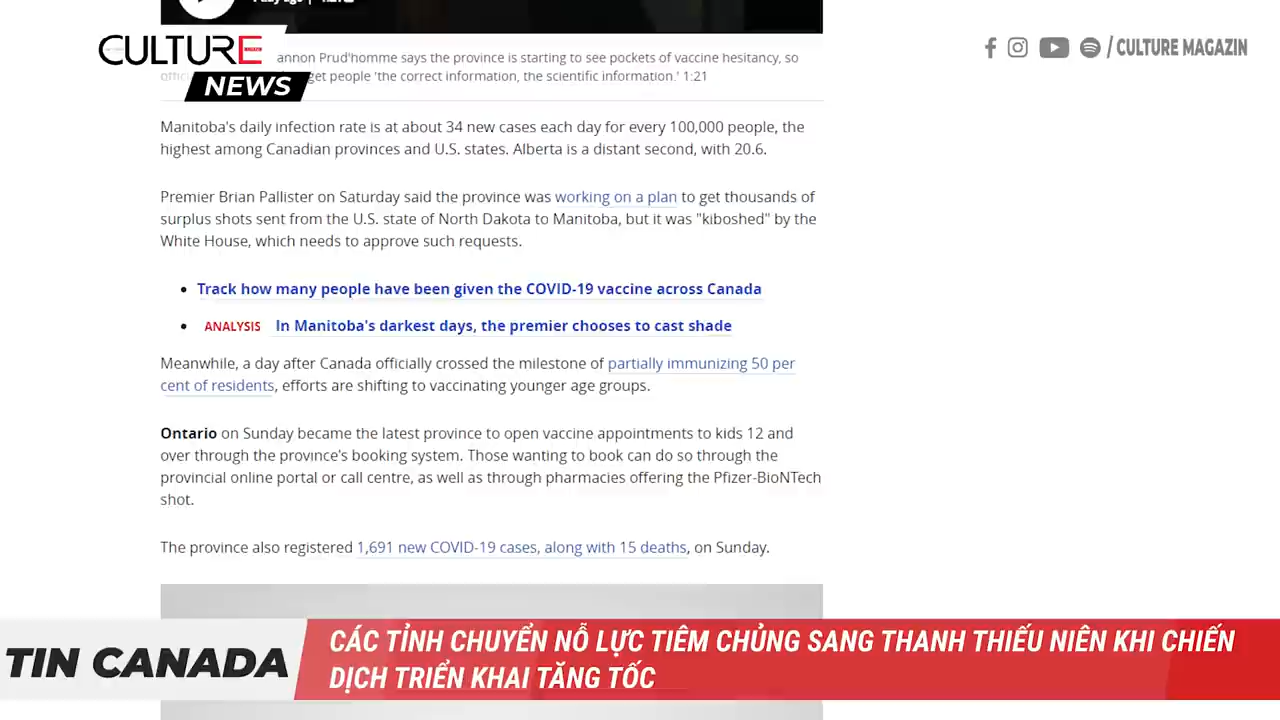 CULTURE
NEWS
/ CULTURE MAGAZIN
annon Prud'homme says the province is starting to see pockets of vaccine hesitancy, so
get people 'the correct information, the scientific information.' 1:21
Manitoba's daily infection rate is at about 34 new cases each day for every 100,000 people, the
highest among Canadian provinces and U.S. states. Alberta is a distant second, with 20.6.
Premier Brian Pallister on Saturday said the province was working on a plan to get thousands of
surplus shots sent from the U.S. state of North Dakota to Manitoba, but it was "kiboshed" by the
White House, which needs to approve such requests.
• Track how many people have been given the COVID-19 vaccine across Canada
• ANALYSIS In Manitoba's darkest days, the premier chooses to cast shade
Meanwhile, a day after Canada officially crossed the milestone of partially immunizing 50 per
cent of residents, efforts are shifting to vaccinating younger age groups.
Ontario on Sunday became the latest province to open vaccine appointments to kids 12 and
over through the province's booking system. Those wanting to book can do so through the
provincial online portal or call centre, as well as through pharmacies offering the Pfizer-BioNTech
shot.
The province also registered 1,691 new COVID-19 cases, along with 15 deaths, on Sunday.
TIN CANADA
CÁC TỈNH CHUYỂN NỖ LỰC TIÊM CHỦNG SANG THANH THIẾU NIÊN KHI CHIẾN
DỊCH TRIỂN KHAI TĂNG TỐC